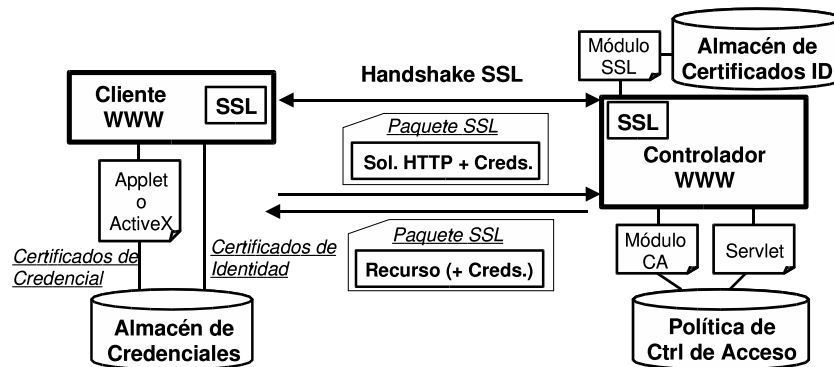 Módulo
SSL
Almacén de
Certificados ID
Handshake SSL
Cliente
WWW
SSL
SSL
Controlador
WWW
Paquete SSL
Sol. HTTP + Creds.
Applet
o
ActiveX
Certificados de
Credencial
Certificados de
Identidad
Paquete SSL
Recurso (+ Creds.)
Módulo
CA
Servlet
Almacén de
Credenciales
Política de
Ctrl de Acceso